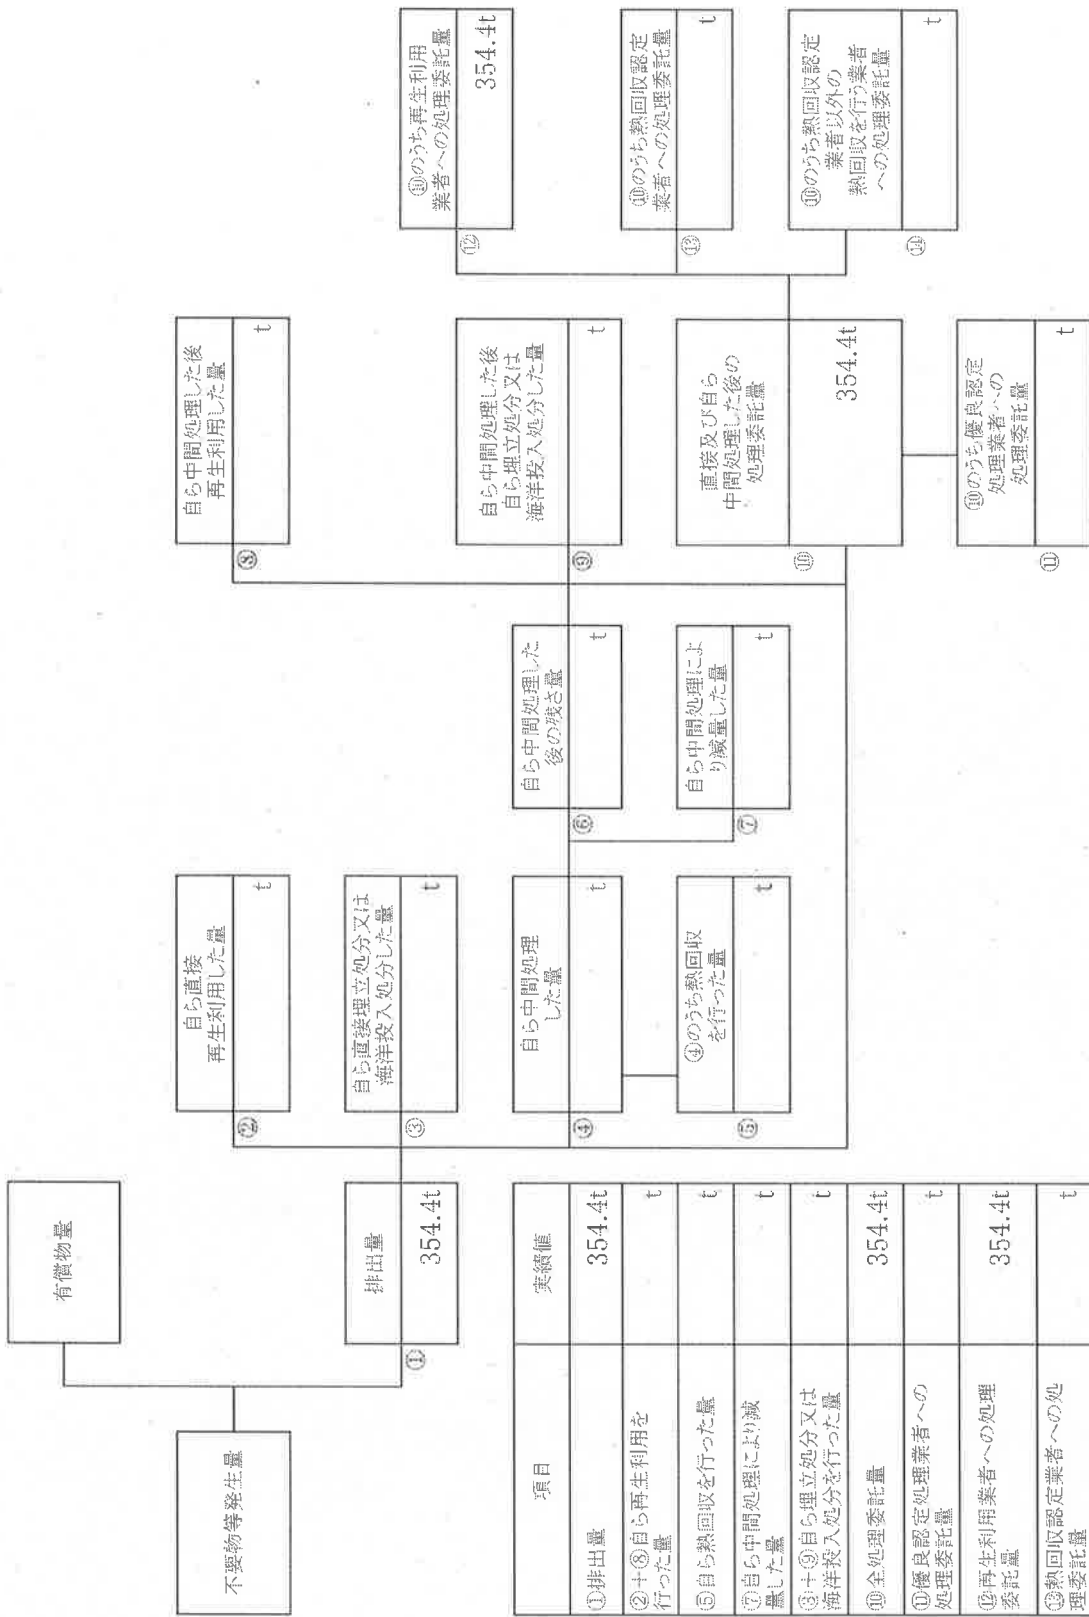 不要物等発生量
有償物量
①
排出量
354.4t
②
自ら直接
再生利用した量
t
③
自ら直接埋立処分又は
海洋投入処分した量
t
④
自ら中間処理
した量
t
⑤
④のうち熱回収
を行った量
t
⑥
自ら中間処理した
後の残さ量
t
⑦
自ら中間処理によ
り減量した量
t
⑧
自ら中間処理した後
再生利用した量
t
⑨
自ら中間処理した後
自ら埋立処分又は
海洋投入処分した量
t
⑩
直接及び自ら
中間処理した後の
処理委託量
354.4t
⑪
⑩のうち優良認定
処理業者への
処理委託量
t
⑫
⑩のうち再生利用
業者への処理委託量
354.4t
⑬
⑩のうち熱回収認定
業者への処理委託量
t
⑭
⑩のうち熱回収認定
業者以外の
熱回収を行う業者
への処理委託量
t
項目
実績値
①排出量
354.4t
②+⑧自ら再生利用を
行った量
t
⑤自ら熱回収を行った量
t
⑦自ら中間処理により減
量した量
t
③+⑨自ら埋立処分又は
海洋投入処分を行った量
t
⑩全処理委託量
354.4t
⑪優良認定処理業者への
処理委託量
t
⑫再生利用業者への処理
委託量
354.4t
⑬熱回収認定業者への処
理委託量
t